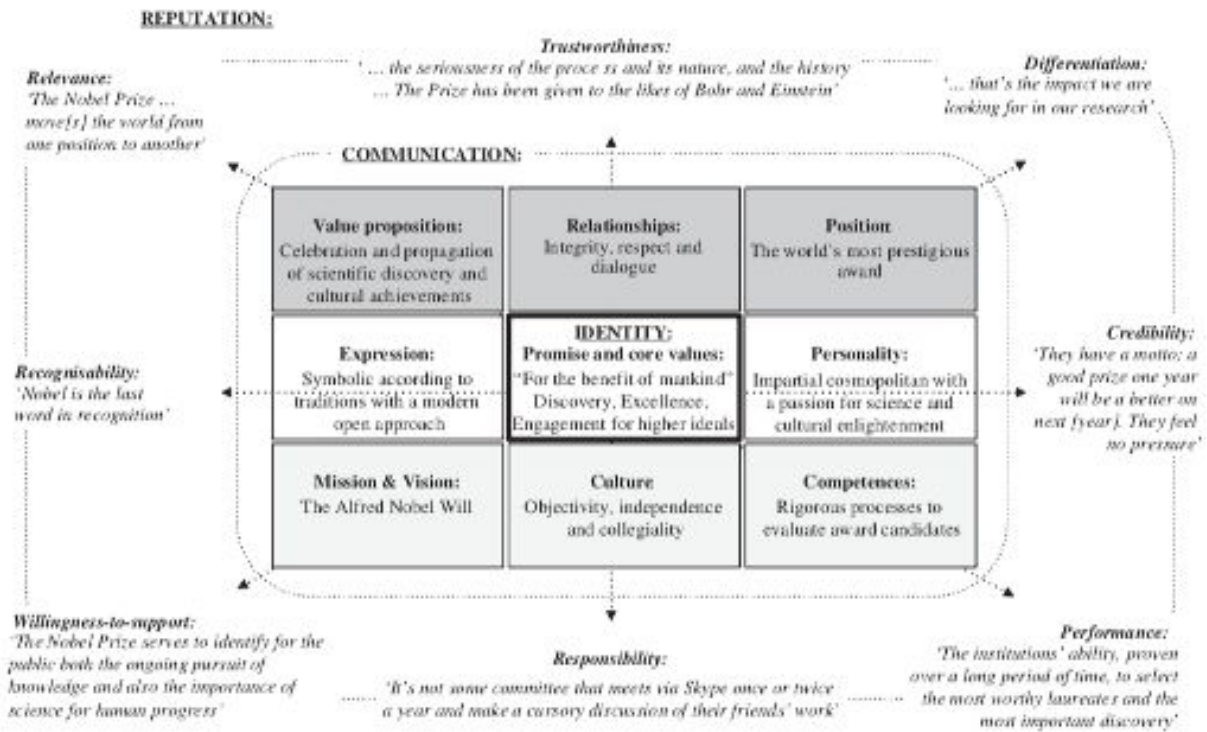 REPUTATION:
Trustworthiness:
'… the seriousness of the proce ss and its nature, and the history
… The Prize has been given to the likes of Bohr and Einstein'
Relevance:
'The Nobel Prize …
move[s] the world from
one position to another'
Differentiation:
'… that's the impact we are
looking for in our research'
COMMUNICATION:
Value proposition:
Celebration and propagation
of scientific discovery and
cultural achievements
Relationships:
Integrity, respect and
dialogue
Position
The world's most prestigious
award
Recognisability:
'Nobel is the last
word in recognition'
Expression:
Symbolic according to
traditions with a modern
open approach
IDENTITY:
Promise and core values:
"For the benefit of mankind"
Discovery, Excellence,
Engagement for higher ideals
Personality:
Impartial cosmopolitan with
a passion for science and
cultural enlightenment
Credibility:
'They have a motto; a
good prize one year
will be a better on
next [year]. They feel
no pressure'
Mission & Vision:
The Alfred Nobel Will
Culture
Objectivity, independence
and collegiality
Competences:
Rigorous processes to
evaluate award candidates
Willingness-to-support:
'The Nobel Prize serves to identify for the
public both the ongoing pursuit of
knowledge and also the importance of
science for human progress'
Responsibility:
'It's not some committee that meets via Skype once or twice
a year and make a cursory discussion of their friends' work'
Performance:
'The institutions' ability, proven
over a long period of time, to select
the most worthy laureates and the
most important discovery'